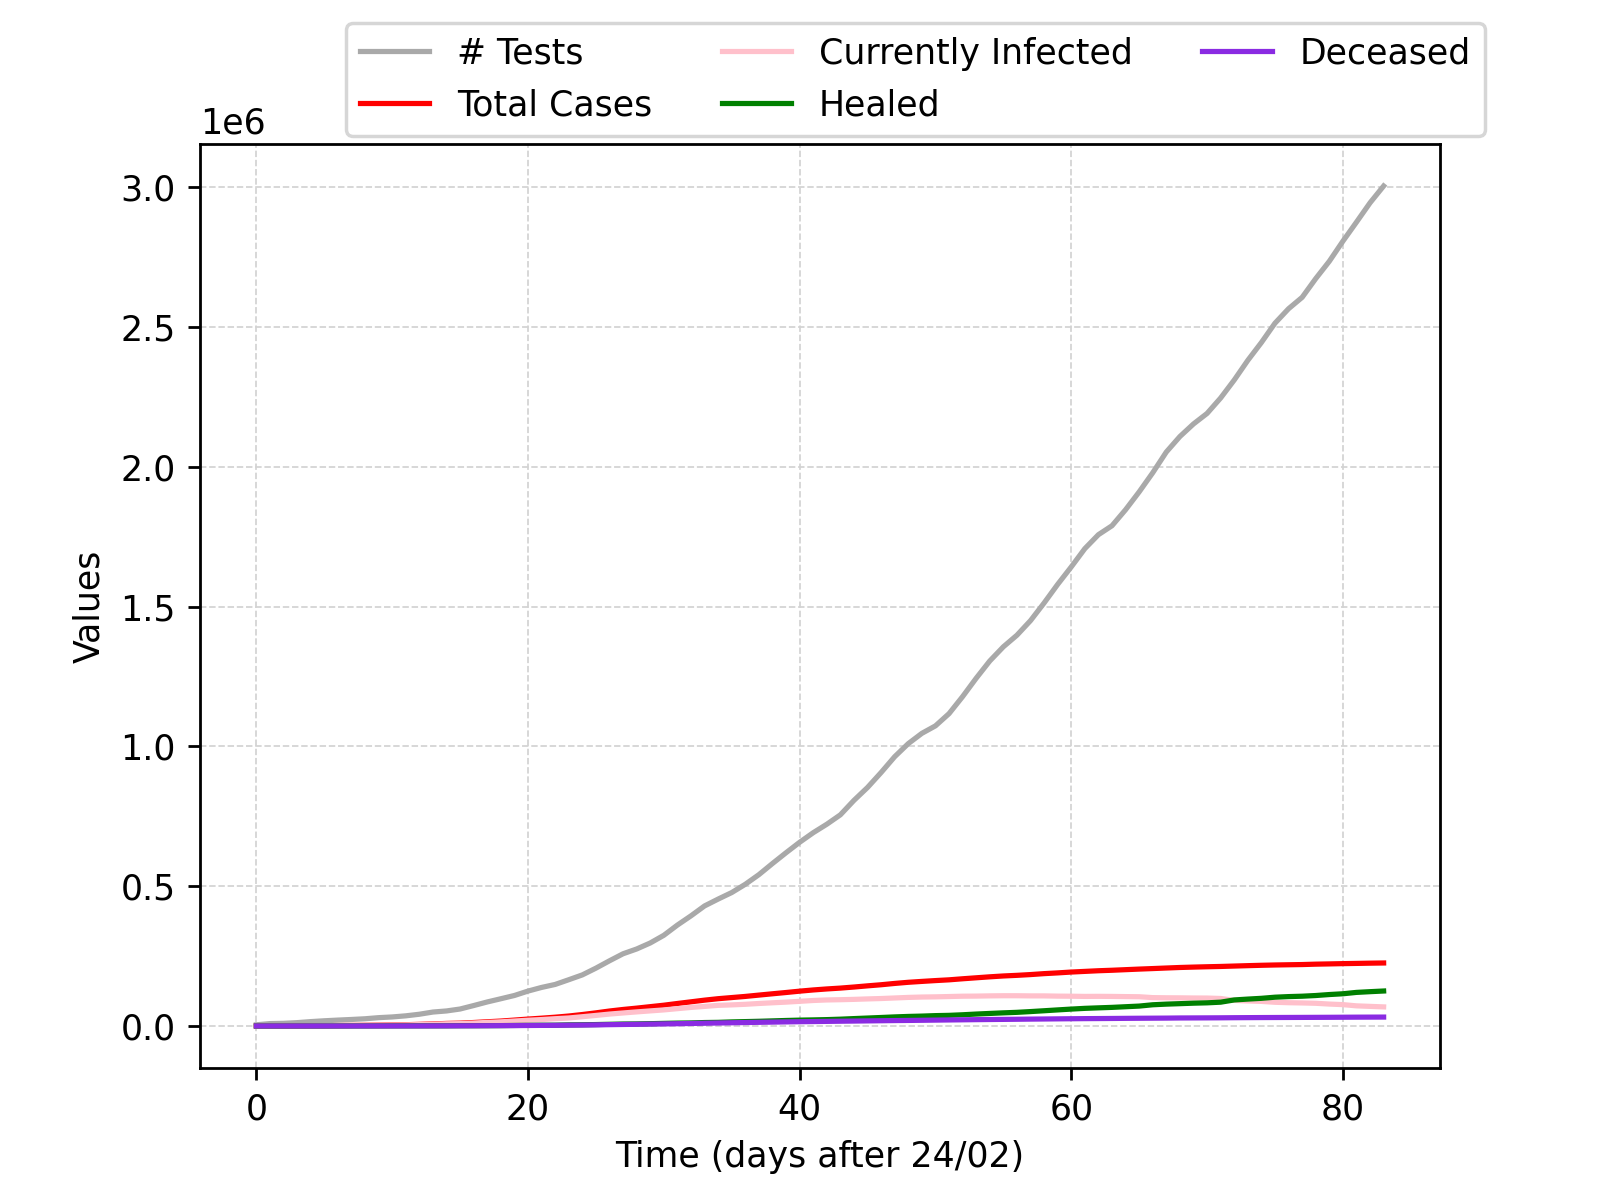 # Tests Currently Infected Deceased
Total Cases Healed
1e6
3.0
2.5
2.0
1.5
1.0
0.5
0.0
Values
0 20 40 60 80
Time (days after 24/02)